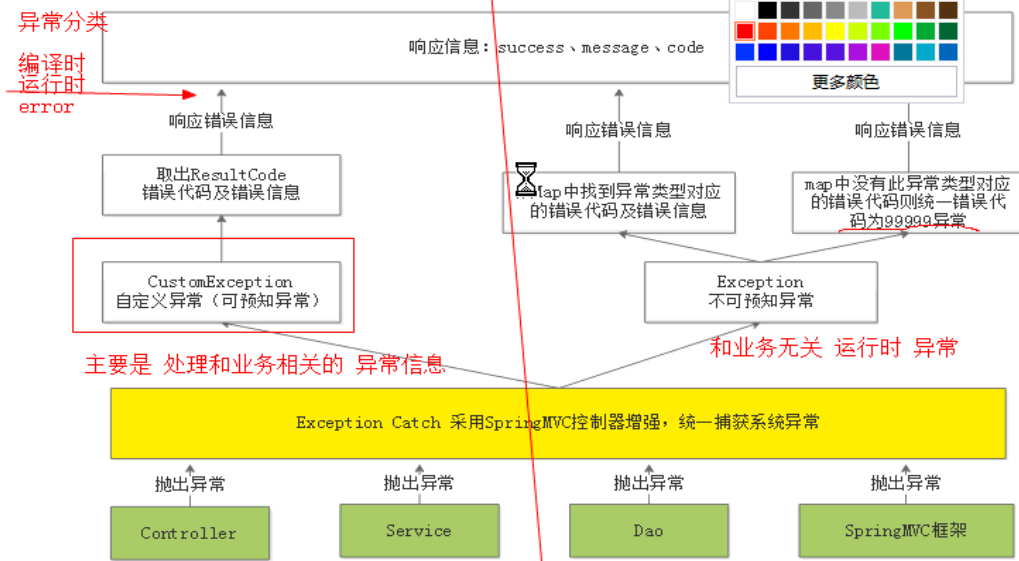 异常分类
编译时
运行时
error
响应信息：success、message、code
更多颜色
响应错误信息
响应错误信息
响应错误信息
取出ResultCode
错误代码及错误信息
Map中找到异常类型对应
的错误代码及错误信息
map中没有此异常类型对应
的错误代码则统一错误代
码为99999异常
CustomException
自定义异常（可预知异常）
Exception
不可预知异常
主要是 处理和业务相关的 异常信息
和业务无关 运行时 异常
Exception Catch 采用SpringMVC控制器增强，统一捕获系统异常
抛出异常
抛出异常
抛出异常
抛出异常
Controller
Service
Dao
SpringMVC框架